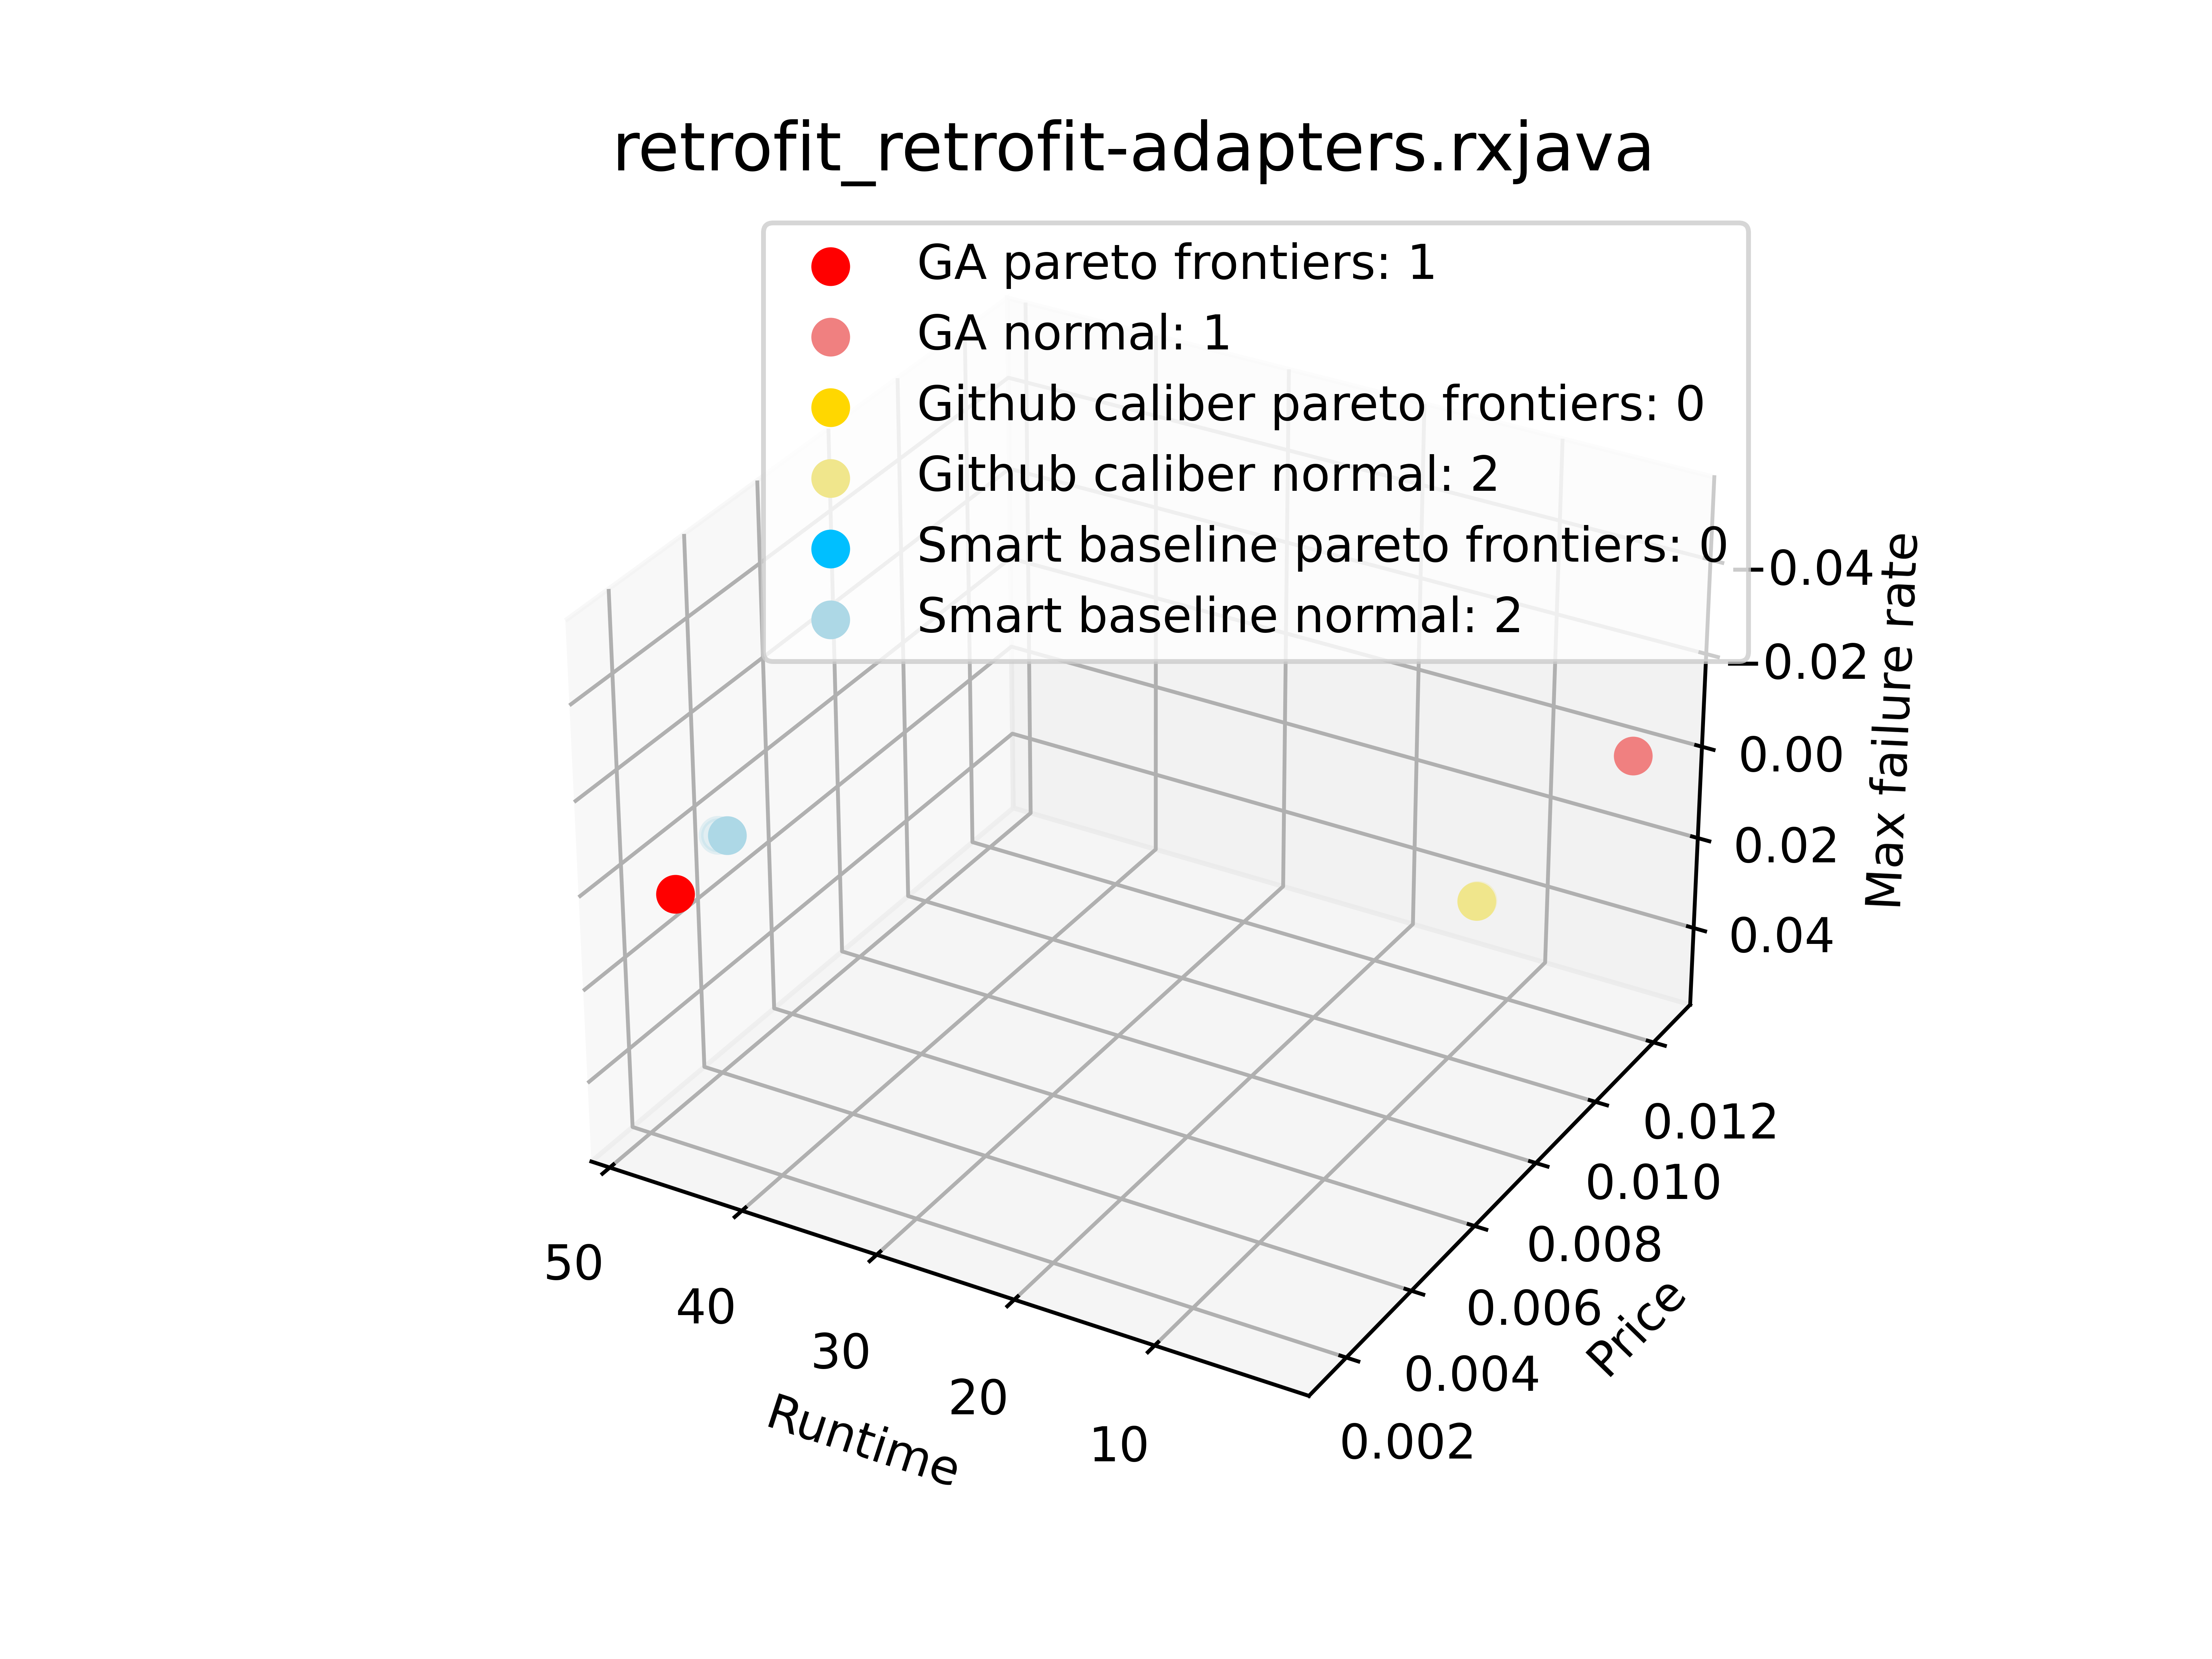 retrofit_retrofit-adapters.rxjava
GA pareto frontiers: 1
GA normal: 1
Github caliber pareto frontiers: 0
Github caliber normal: 2
Smart baseline pareto frontiers: 0
Smart baseline normal: 2
−0.04
−0.02
0.00
0.02
0.04
Max failure rate
0.012
0.010
0.008
0.006
0.004
0.002
Price
50
40
30
20
10
Runtime